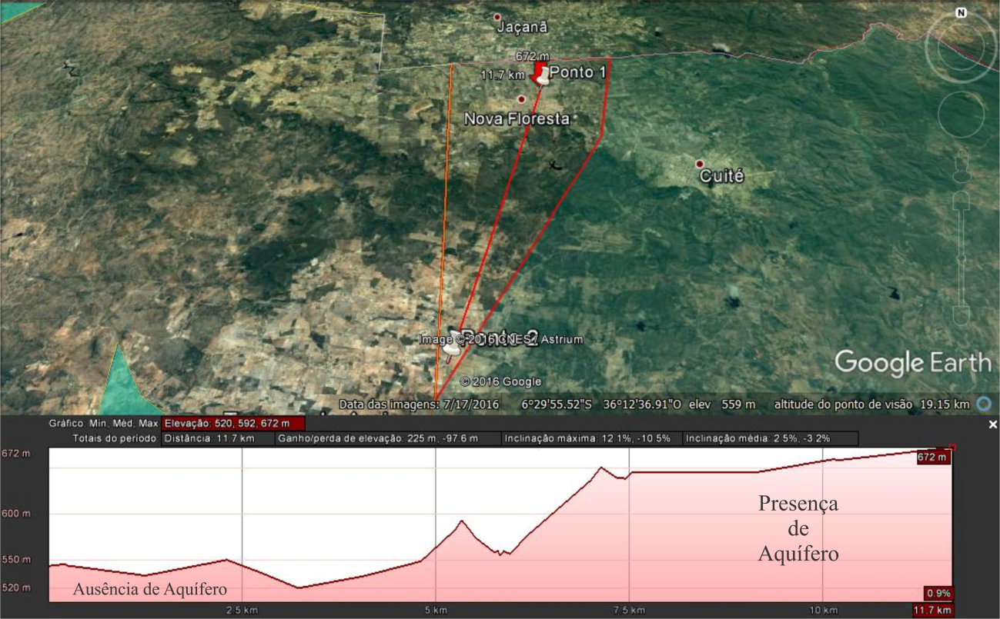 N
Jaçanã
672 m
11.7 km
Ponto 1
Nova Floresta
Cuité
Ponto 2
Image © 2016 CNES / Astrium
© 2016 Google
Google Earth
Data das imagens: 7/17/2016 6°29'55.52"S 36°12'36.91"O elev 559 m altitude do ponto de visão 19.15 km
Gráfico: Min, Méd, Max Elevação: 520, 592, 672 m
Totais do período: Distância: 11.7 km Ganho/perda de elevação: 225 m, -97.6 m Inclinação máxima: 12.1%, -10.5% Inclinação média: 2.5%, -3.2%
672 m
672 m
600 m
550 m
520 m
Presença
de
Aquífero
Ausência de Aquífero
0.9%
2.5 km 5 km 7.5 km 10 km 11.7 km